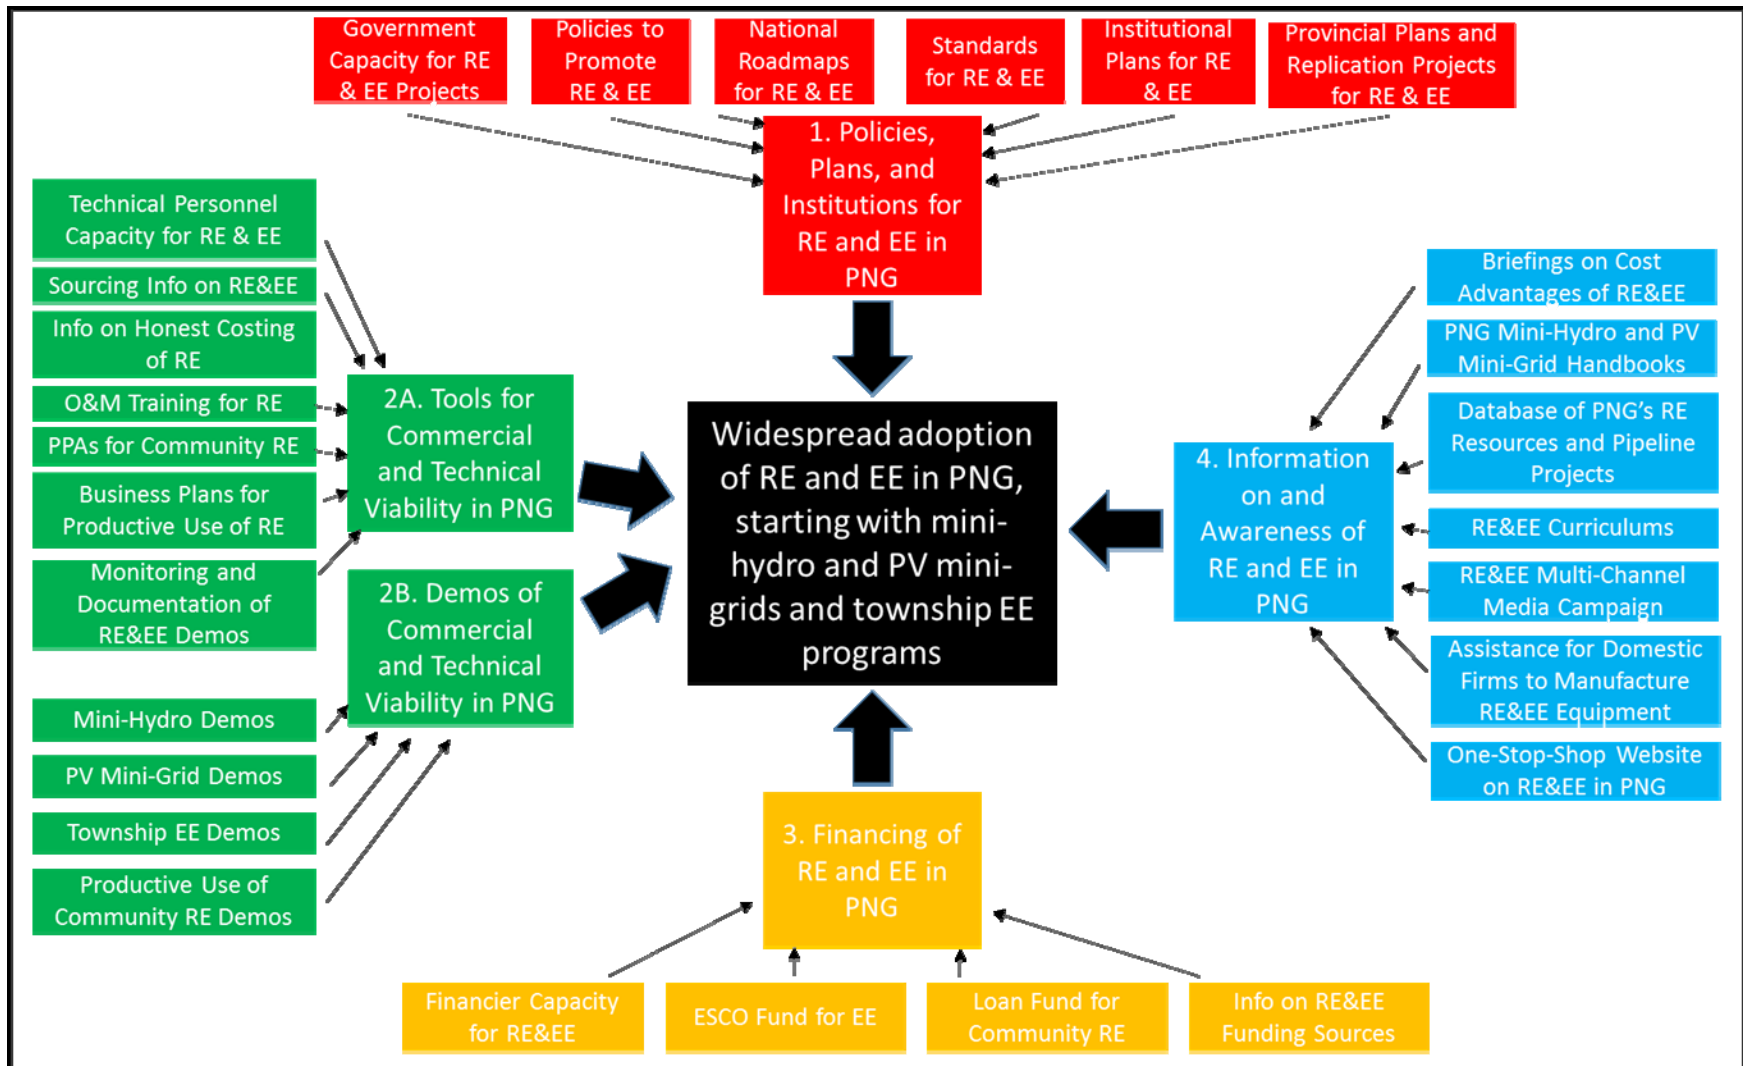 Government
Capacity for RE
& EE Projects
Policies to
Promote
RE & EE
National
Roadmaps
for RE & EE
Standards
for RE & EE
Institutional
Plans for RE
& EE
Provincial Plans and
Replication Projects
for RE & EE
1. Policies,
Plans, and
Institutions for
RE and EE in
PNG
Technical Personnel
Capacity for RE & EE
Sourcing Info on RE&EE
Info on Honest Costing
of RE
O&M Training for RE
PPAs for Community RE
Business Plans for
Productive Use of RE
Monitoring and
Documentation of
RE&EE Demos
2A. Tools for
Commercial
and Technical
Viability in PNG
2B. Demos of
Commercial
and Technical
Viability in PNG
Mini-Hydro Demos
PV Mini-Grid Demos
Township EE Demos
Productive Use of
Community RE Demos
Widespread adoption
of RE and EE in PNG,
starting with mini-
hydro and PV mini-
grids and township EE
programs
4. Information
on and
Awareness of
RE and EE in
PNG
Briefings on Cost
Advantages of RE&EE
PNG Mini-Hydro and PV
Mini-Grid Handbooks
Database of PNG's RE
Resources and Pipeline
Projects
RE&EE Curriculums
RE&EE Multi-Channel
Media Campaign
Assistance for Domestic
Firms to Manufacture
RE&EE Equipment
One-Stop-Shop Website
on RE&EE in PNG
3. Financing of
RE and EE in
PNG
Financier Capacity
for RE&EE
ESCO Fund for EE
Loan Fund for
Community RE
Info on RE&EE
Funding Sources